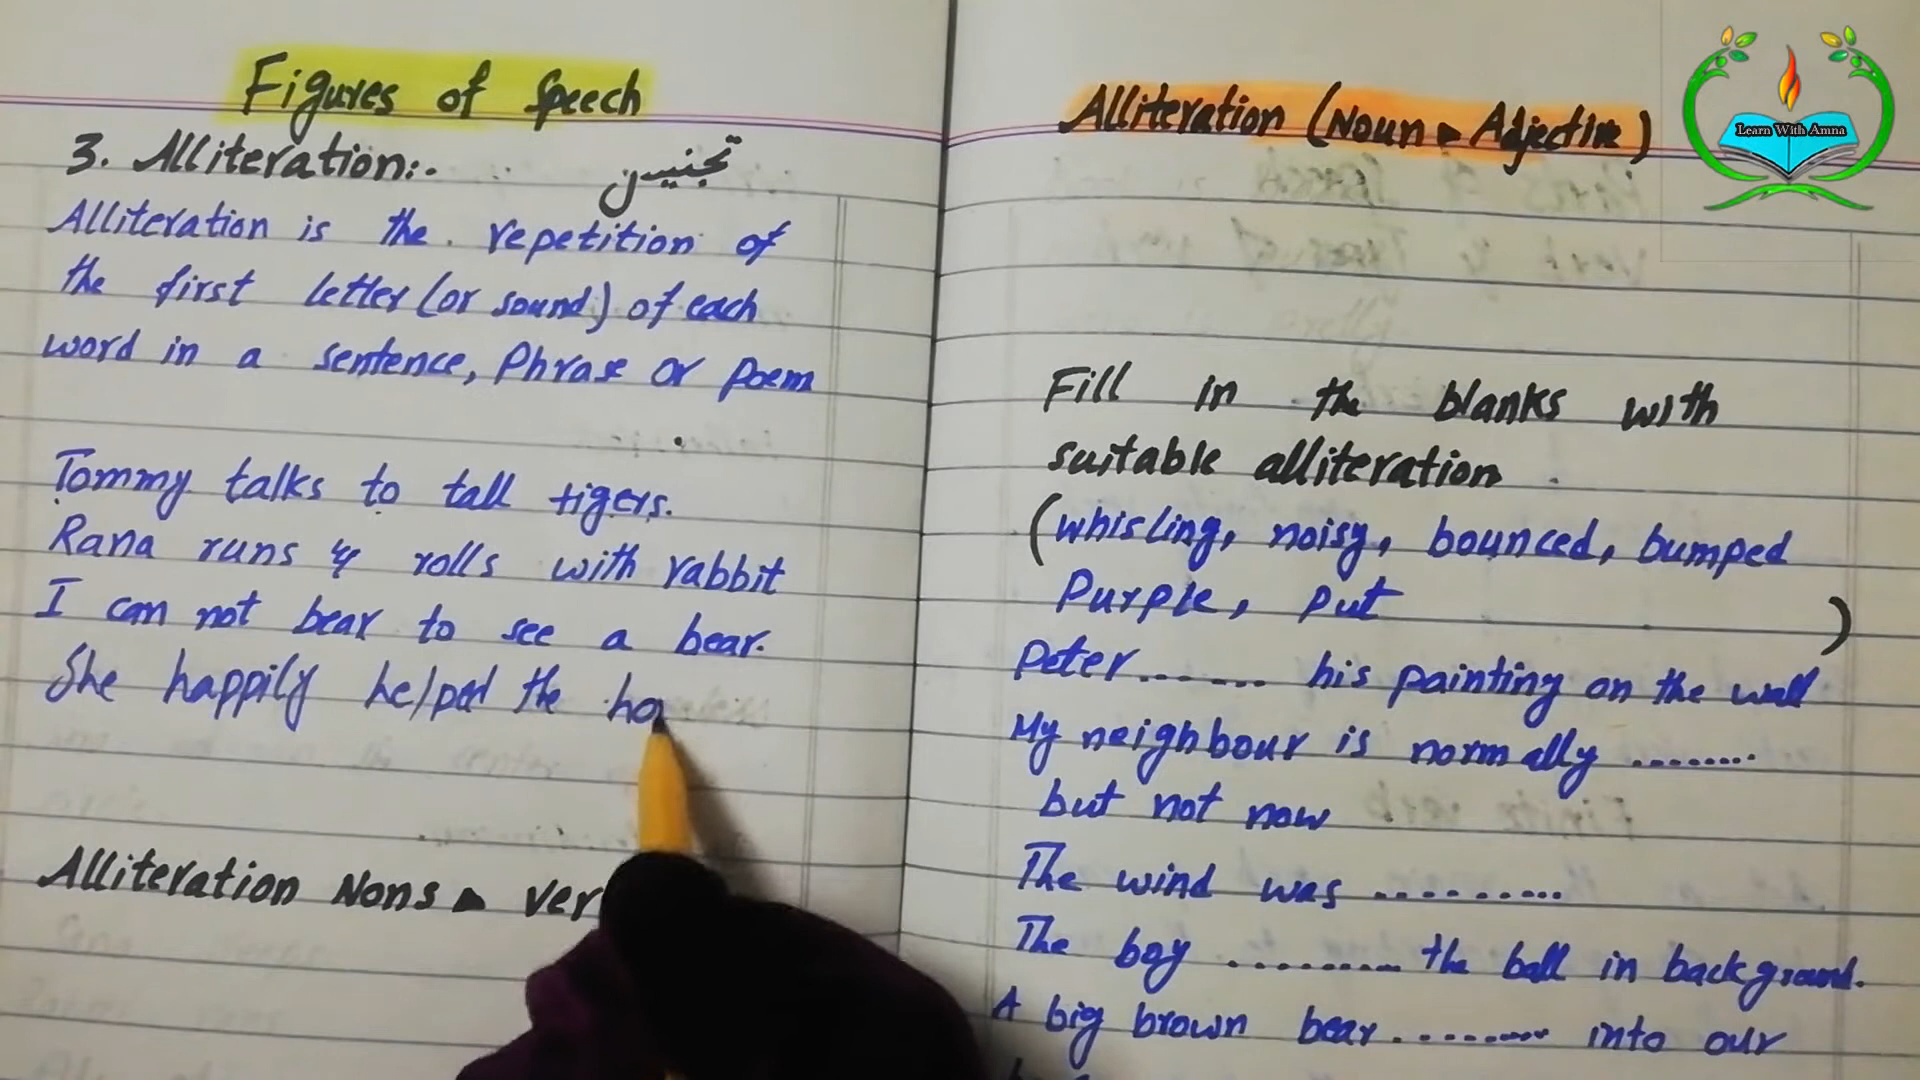 Figures of Speech
3. Alliteration:-
تجنیس
Alliteration is the repetition of
the first letter (or sound) of each
word in a sentence, Phrase or Poem
Tommy talks to tall tigers.
Rana runs & rolls with rabbit
I can not bear to see a bear.
She happily helped the ho
Alliteration Nons ▸ ver
Alliteration (Noun ▸ Adjective)
Fill in the blanks with
suitable alliteration.
(whisling, noisy, bounced, bumped
Purple, Put )
Peter....... his painting on the wall
My neighbour is normally ........
but not now
The wind was ..........
The boy .......... the ball in background.
A big brown bear.......... into our
Learn With Amna